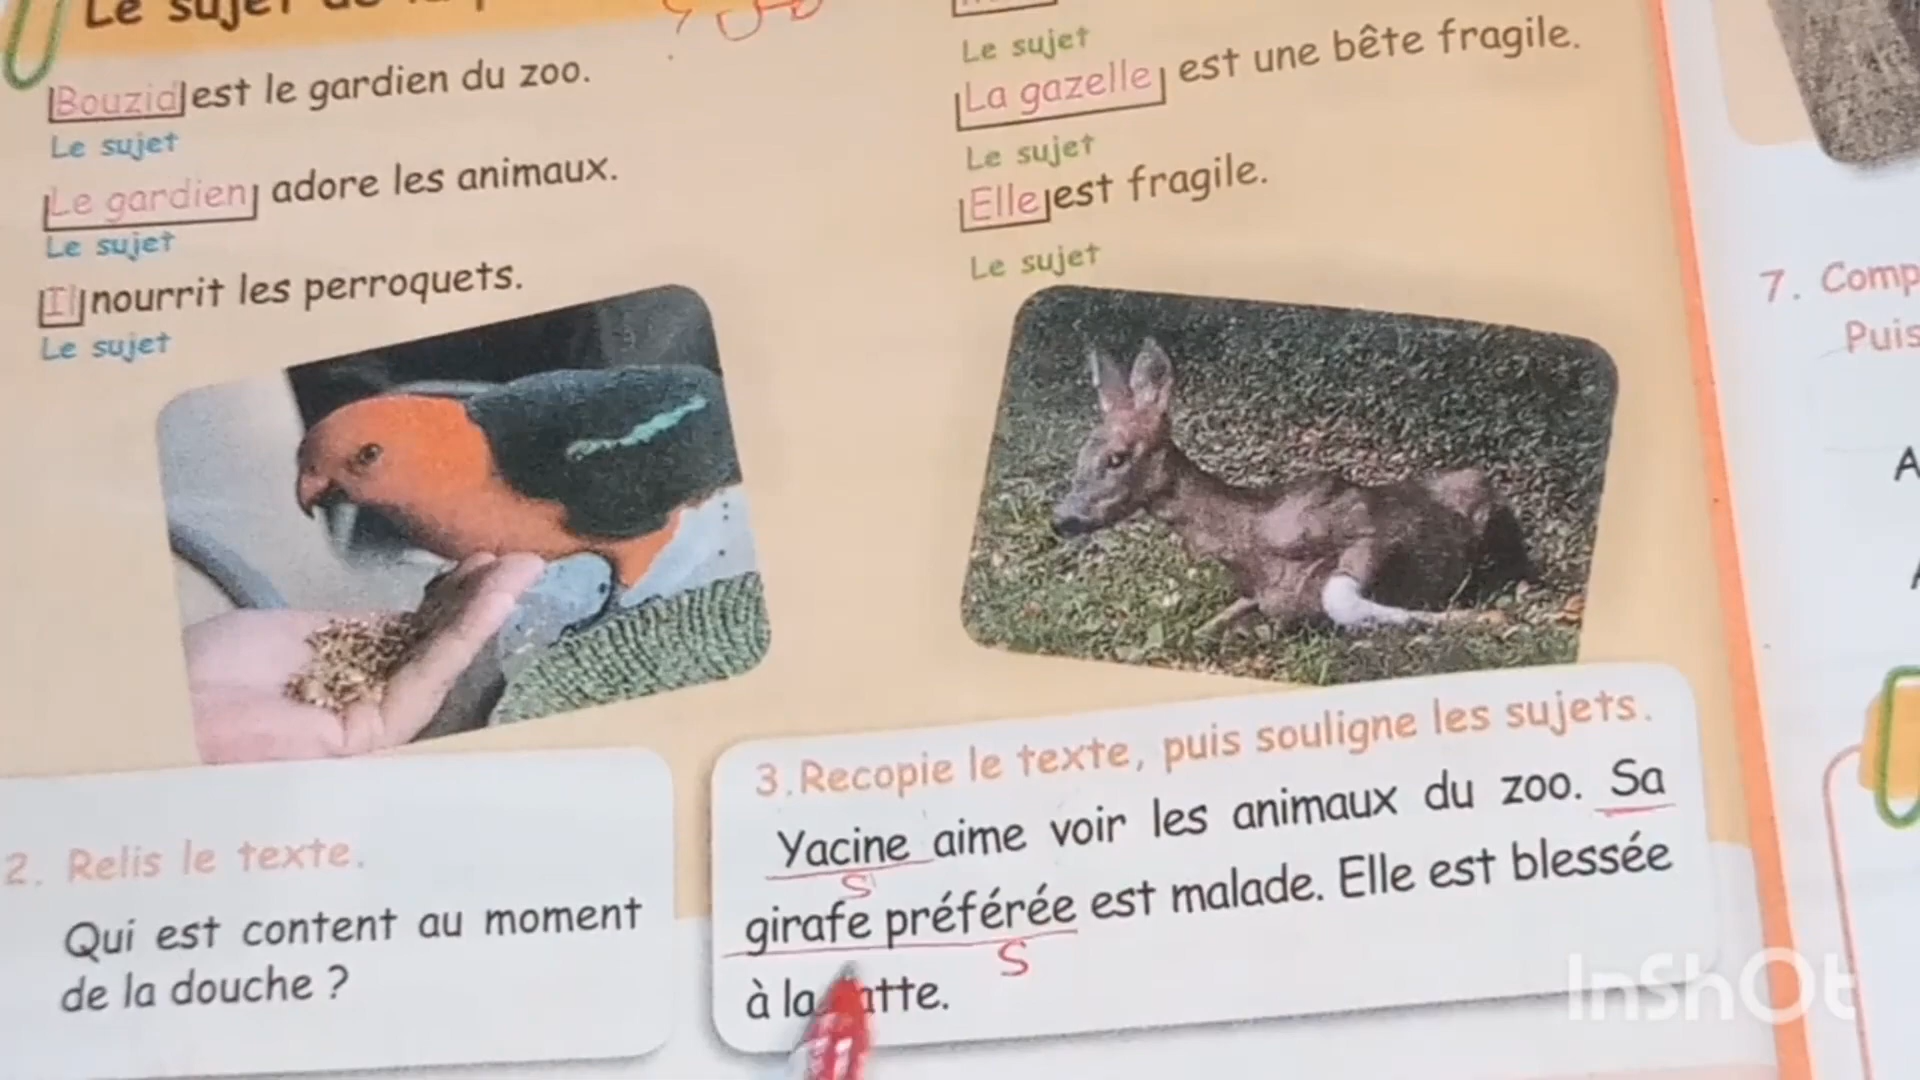 Le sujet
Bouzid est le gardien du zoo.
Le sujet
Le gardien adore les animaux.
Le sujet
Il nourrit les perroquets.
Le sujet
Le sujet
La gazelle est une bête fragile.
Le sujet
Elle est fragile.
Le sujet
2. Relis le texte.
Qui est content au moment
de la douche ?
3. Recopie le texte, puis souligne les sujets.
Yacine aime voir les animaux du zoo. Sa
S
girafe préférée est malade. Elle est blessée
S
à la
7. Comp
Puis
A
InShOt